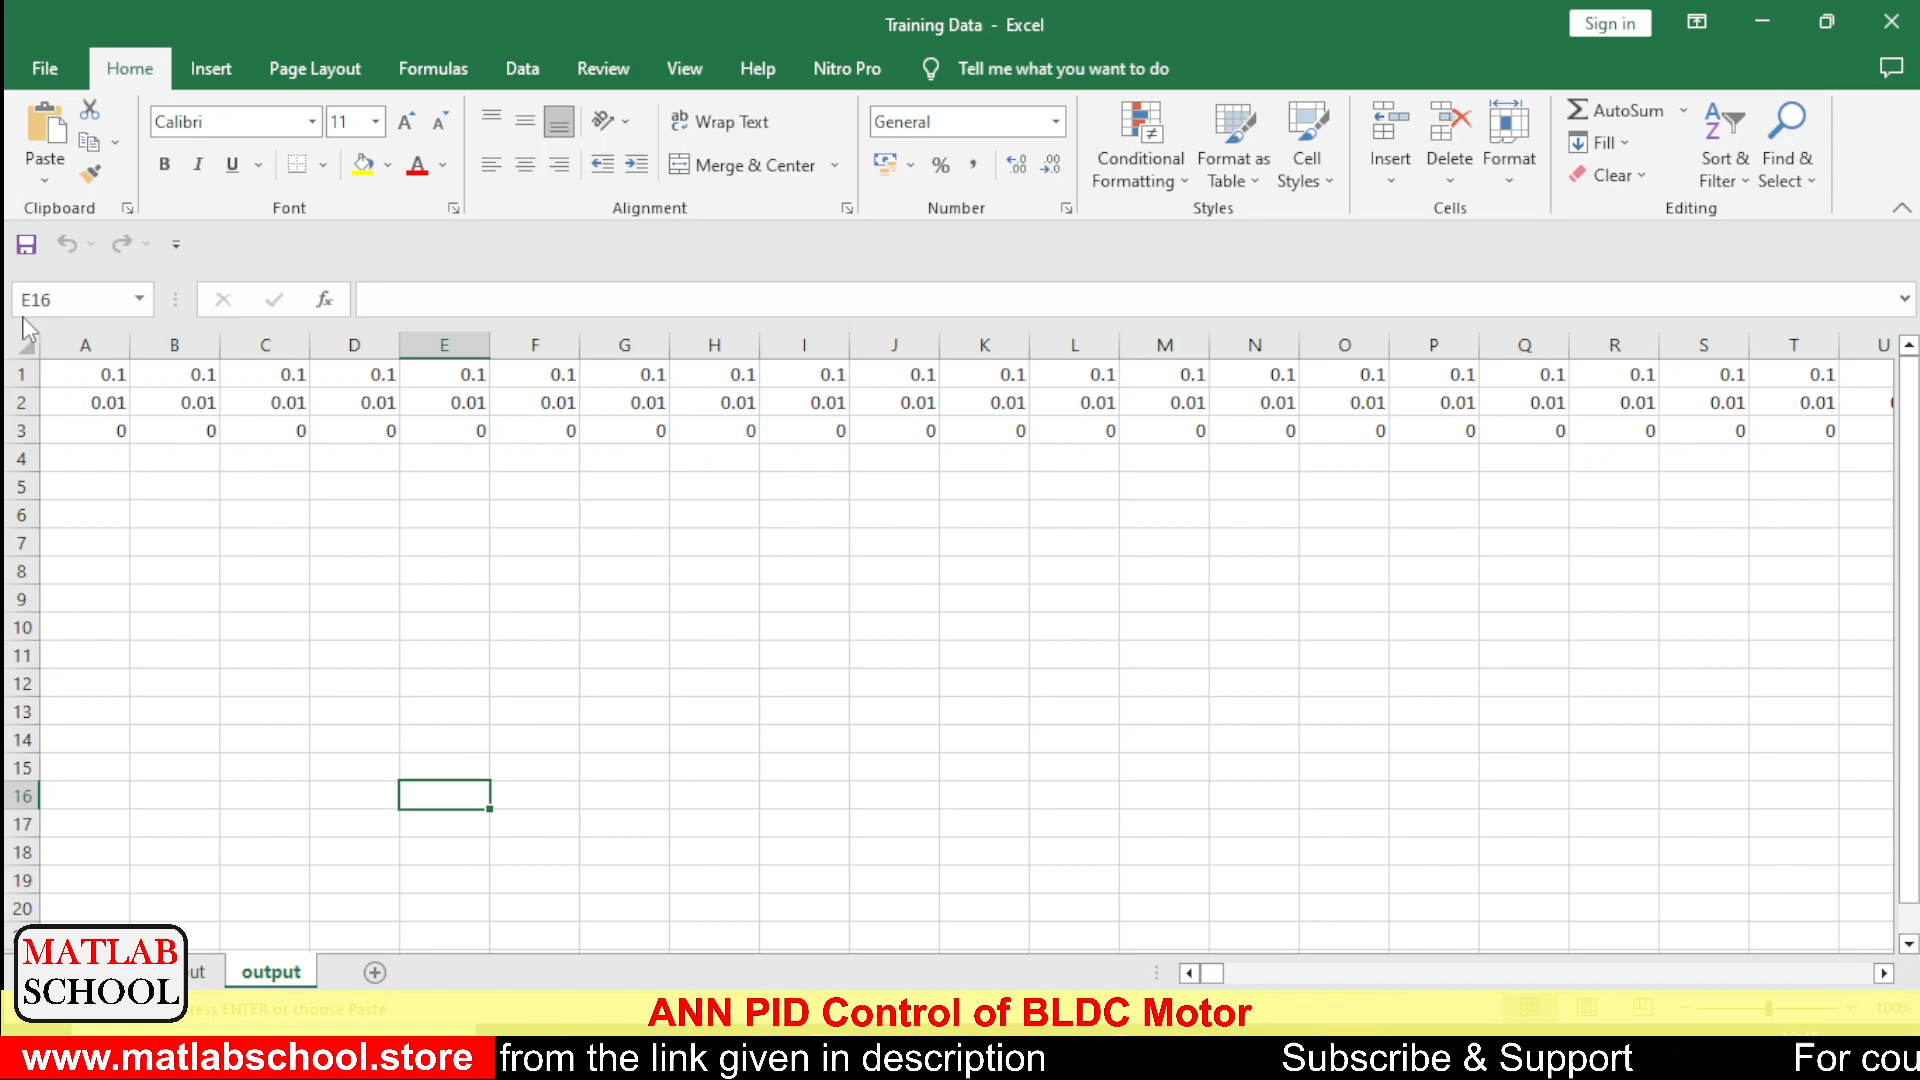 Training Data - Excel
Sign in
File Home Insert Page Layout Formulas Data Review View Help Nitro Pro Tell me what you want to do
Paste
Calibri 11
B I U
Wrap Text
Merge & Center
General
Conditional Formatting
Format as Table
Cell Styles
Insert Delete Format
AutoSum
Fill
Clear
Sort & Filter
Find & Select
Clipboard Font Alignment Number Styles Cells Editing
E16 fx
A B C D E F G H I J K L M N O P Q R S T U
1 0.1 0.1 0.1 0.1 0.1 0.1 0.1 0.1 0.1 0.1 0.1 0.1 0.1 0.1 0.1 0.1 0.1 0.1 0.1 0.1
2 0.01 0.01 0.01 0.01 0.01 0.01 0.01 0.01 0.01 0.01 0.01 0.01 0.01 0.01 0.01 0.01 0.01 0.01 0.01 0.01
3 0 0 0 0 0 0 0 0 0 0 0 0 0 0 0 0 0 0 0 0
4
5
6
7
8
9
10
11
12
13
14
15
16
17
18
19
20
MATLAB
SCHOOL
ut output
ress ENTER or choose Paste
ANN PID Control of BLDC Motor
100%
www.matlabschool.store from the link given in description Subscribe & Support For cou